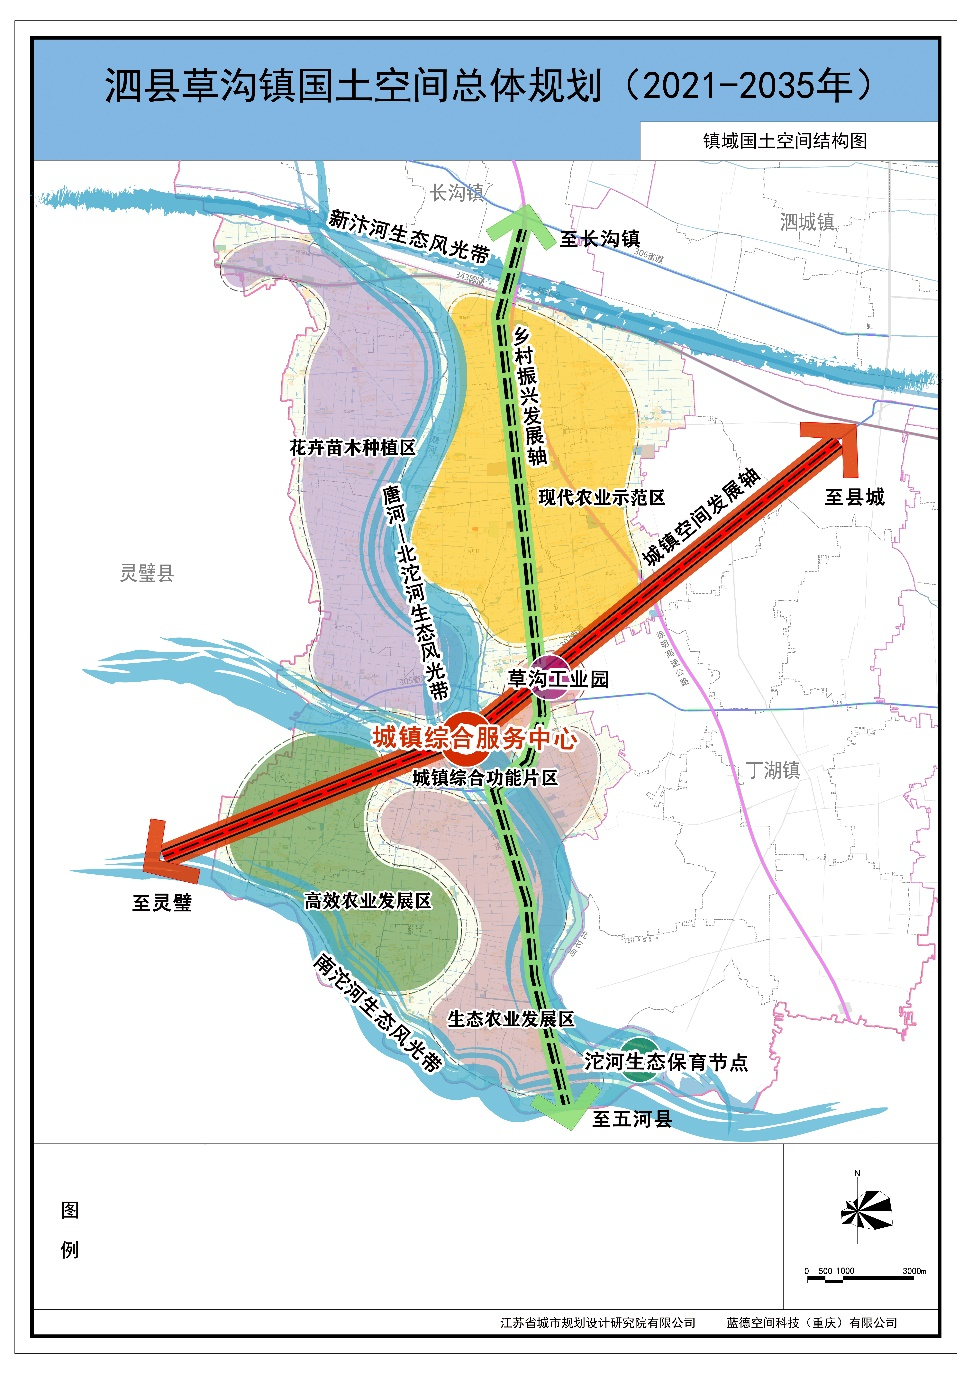 泗县草沟镇国土空间总体规划（2021-2035年）
镇域国土空间结构图
长沟镇
泗城镇
新汴河生态风光带
至长沟镇
乡村振兴发展轴
花卉苗木种植区
现代农业示范区
至县城
城镇空间发展轴
唐河—北沱河生态风光带
灵璧县
草沟工业园
城镇综合服务中心
城镇综合功能片区
丁湖镇
至灵璧
高效农业发展区
南沱河生态风光带
生态农业发展区
沱河生态保育节点
至五河县
图
例
N
0 500 1000 3000m
江苏省城市规划设计研究院有限公司 蓝德空间科技（重庆）有限公司